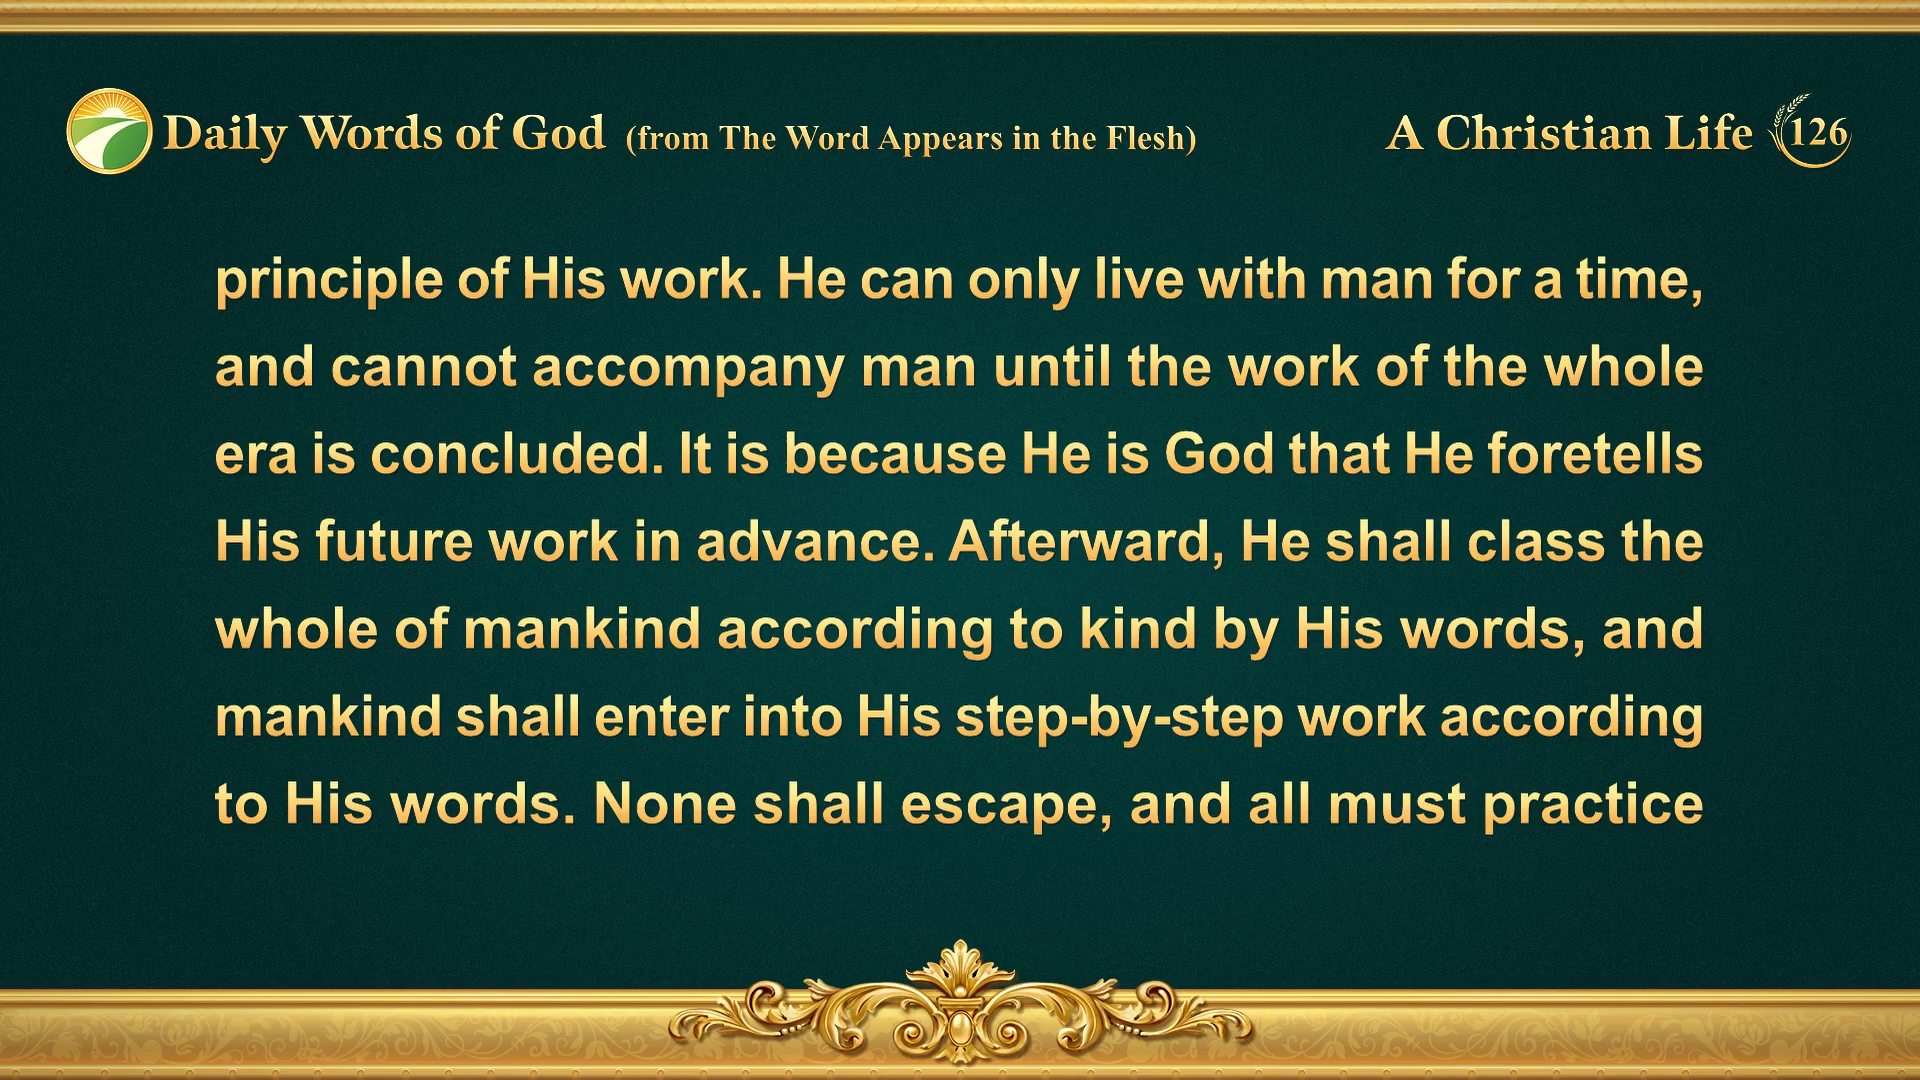 Daily Words of God (from The Word Appears in the Flesh)
A Christian Life 126
principle of His work. He can only live with man for a time,
and cannot accompany man until the work of the whole
era is concluded. It is because He is God that He foretells
His future work in advance. Afterward, He shall class the
whole of mankind according to kind by His words, and
mankind shall enter into His step-by-step work according
to His words. None shall escape, and all must practice